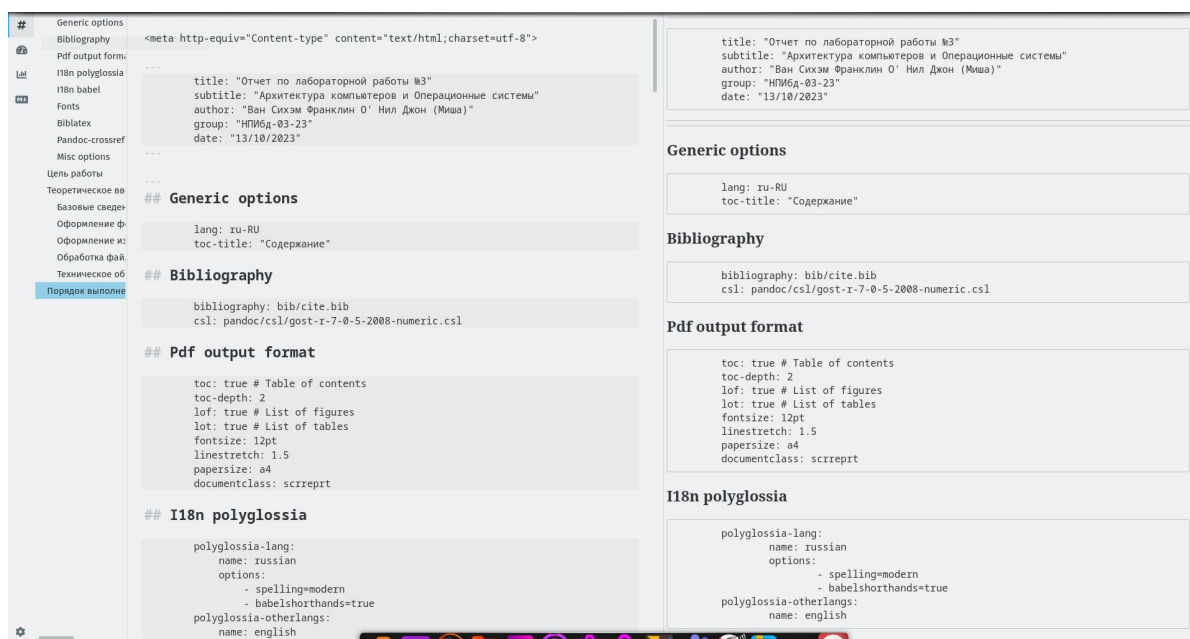 Generic options
Bibliography
Pdf output form
I18n polyglossia
I18n babel
Fonts
Biblatex
Pandoc-crossref
Misc options
Цель работы
Теоретическое вв
Базовые сведен
Оформление ф
Оформление из
Обработка фай
Техническое об
Порядок выполне
<meta http-equiv="Content-type" content="text/html;charset=utf-8">
---
title: "Отчет по лабораторной работы №3"
subtitle: "Архитектура компьютеров и Операционные системы"
author: "Ван Сихэм Франклин О' Нил Джон (Миша)"
group: "НПИбд-03-23"
date: "13/10/2023"
---
---
## Generic options
lang: ru-RU
toc-title: "Содержание"
## Bibliography
bibliography: bib/cite.bib
csl: pandoc/csl/gost-r-7-0-5-2008-numeric.csl
## Pdf output format
toc: true # Table of contents
toc-depth: 2
lof: true # List of figures
lot: true # List of tables
fontsize: 12pt
linestretch: 1.5
papersize: a4
documentclass: scrreprt
## I18n polyglossia
polyglossia-lang:
name: russian
options:
- spelling=modern
- babelshorthands=true
polyglossia-otherlangs:
name: english
title: "Отчет по лабораторной работы №3"
subtitle: "Архитектура компьютеров и Операционные системы"
author: "Ван Сихэм Франклин О' Нил Джон (Миша)"
group: "НПИбд-03-23"
date: "13/10/2023"
Generic options
lang: ru-RU
toc-title: "Содержание"
Bibliography
bibliography: bib/cite.bib
csl: pandoc/csl/gost-r-7-0-5-2008-numeric.csl
Pdf output format
toc: true # Table of contents
toc-depth: 2
lof: true # List of figures
lot: true # List of tables
fontsize: 12pt
linestretch: 1.5
papersize: a4
documentclass: scrreprt
I18n polyglossia
polyglossia-lang:
name: russian
options:
- spelling=modern
- babelshorthands=true
polyglossia-otherlangs:
name: english